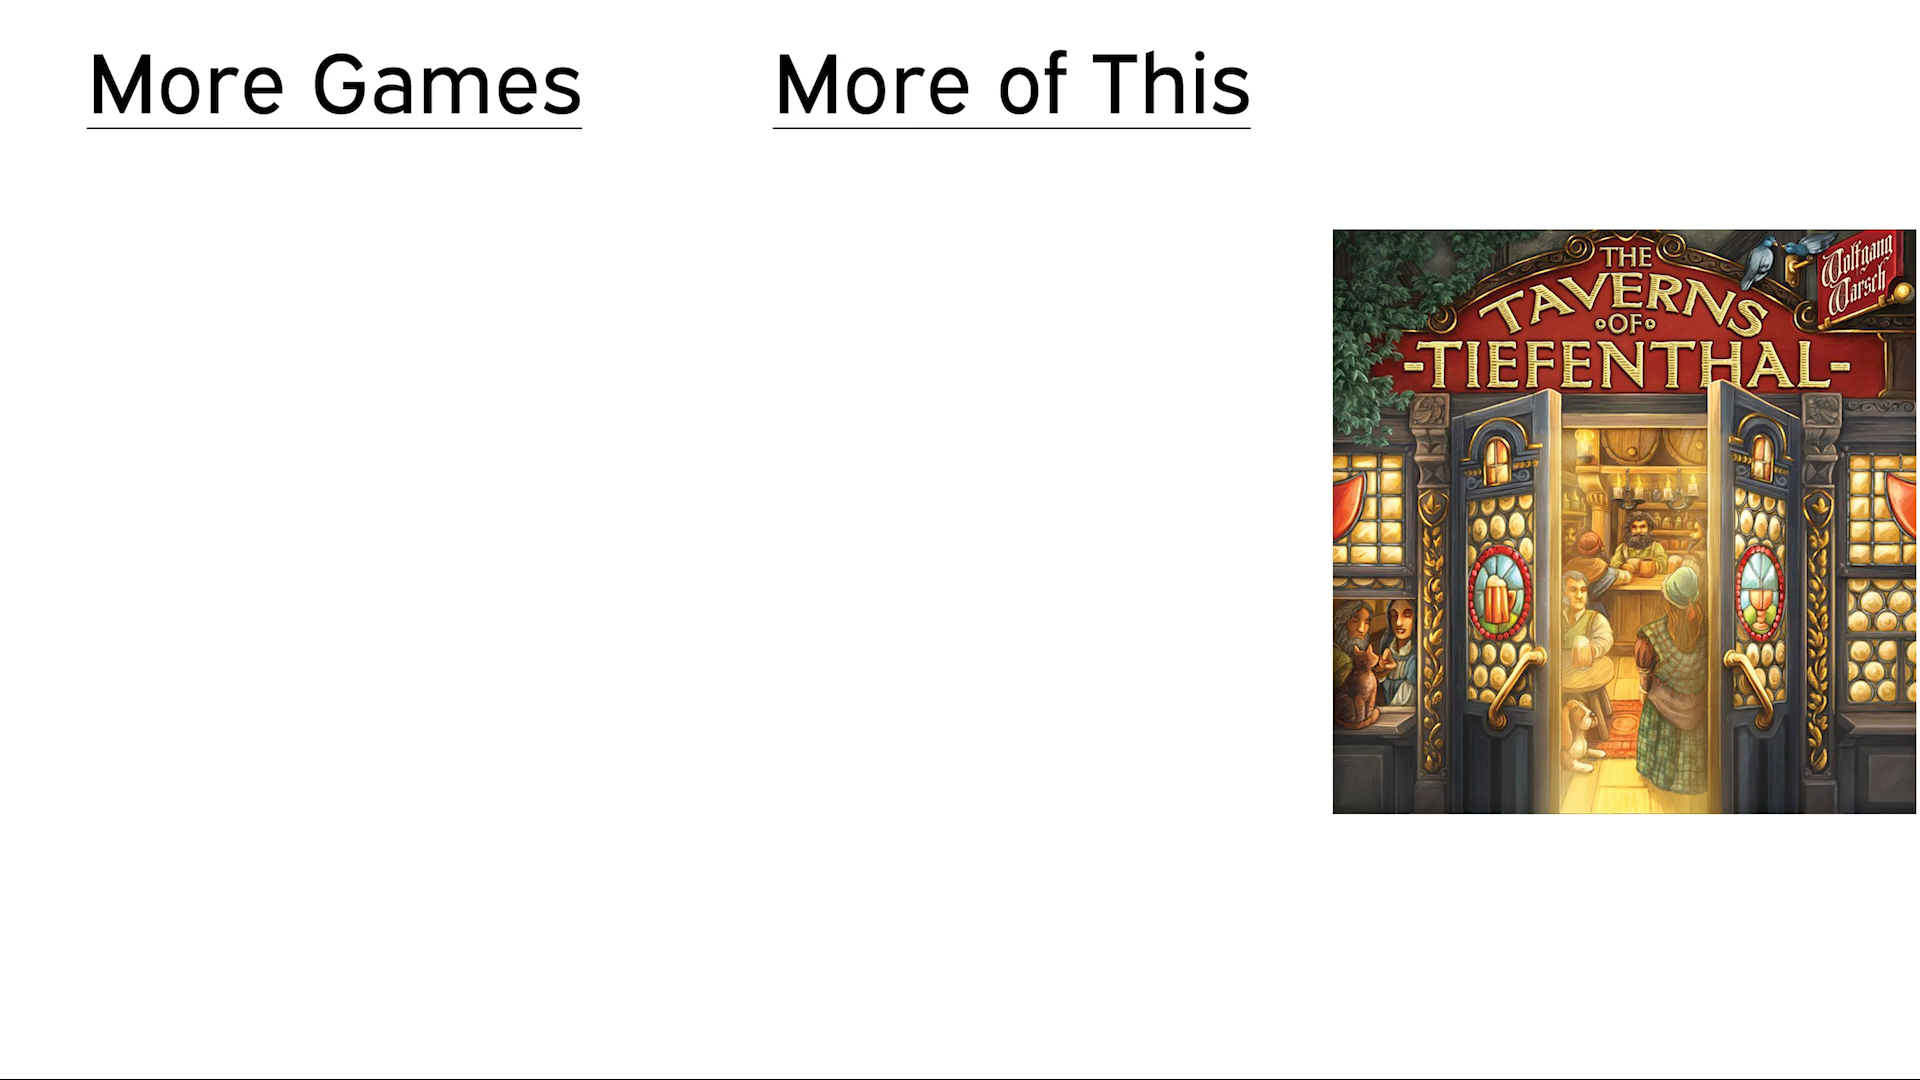 More Games
More of This
THE
TAVERNS
OF
-TIEFENTHAL-
Wolfgang
Warsch